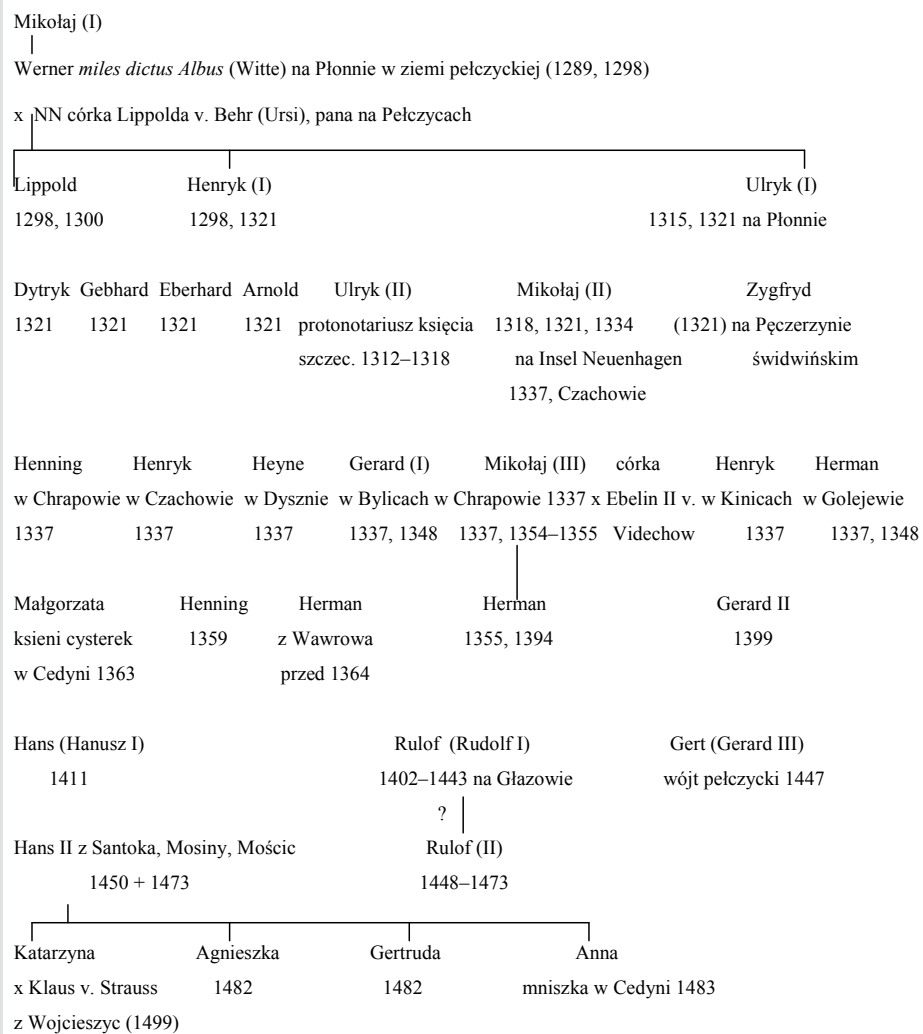 Mikołaj (I)
Werner miles dictus Albus (Witte) na Płonnie w ziemi pełczyckiej (1289, 1298)
x NN córka Lippolda v. Behr (Ursi), pana na Pełczycach
Lippold Henryk (I) Ulryk (I)
1298, 1300 1298, 1321 1315, 1321 na Płonnie
Dytryk Gebhard Eberhard Arnold Ulryk (II) Mikołaj (II) Zygfryd
1321 1321 1321 1321 protonotariusz księcia 1318, 1321, 1334 (1321) na Pęczerzynie
szczec. 1312–1318 na Insel Neuenhagen świdwińskim
1337, Czachowie
Henning Henryk Heyne Gerard (I) Mikołaj (III) córka Henryk Herman
w Chrapowie w Czachowie w Dysznie w Bylicach w Chrapowie 1337 x Ebelin II v. w Kinicach w Golejewie
1337 1337 1337 1337, 1348 1337, 1354–1355 Videchow 1337 1337, 1348
Małgorzata Henning Herman Herman Gerard II
ksieni cysterek 1359 z Wawrowa 1355, 1394 1399
w Cedyni 1363 przed 1364
Hans (Hanusz I) Rulof (Rudolf I) Gert (Gerard III)
1411 1402–1443 na Głazowie wójt pełczycki 1447
?
Hans II z Santoka, Mosiny, Mościc Rulof (II)
1450 + 1473 1448–1473
Katarzyna Agnieszka Gertruda Anna
x Klaus v. Strauss 1482 1482 mniszka w Cedyni 1483
z Wojcieszyc (1499)